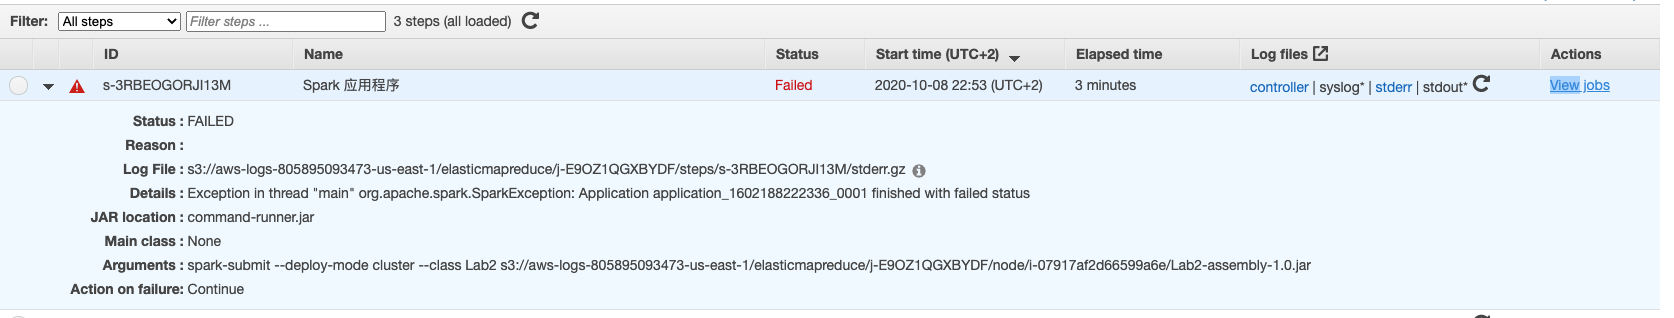 Filter: All steps Filter steps ... 3 steps (all loaded)
ID Name Status Start time (UTC+2) Elapsed time Log files Actions
s-3RBEOGORJI13M Spark 应用程序 Failed 2020-10-08 22:53 (UTC+2) 3 minutes controller | syslog* | stderr | stdout* View jobs
Status : FAILED
Reason :
Log File : s3://aws-logs-805895093473-us-east-1/elasticmapreduce/j-E9OZ1QGXBYDF/steps/s-3RBEOGORJI13M/stderr.gz
Details : Exception in thread "main" org.apache.spark.SparkException: Application application_1602188222336_0001 finished with failed status
JAR location : command-runner.jar
Main class : None
Arguments : spark-submit --deploy-mode cluster --class Lab2 s3://aws-logs-805895093473-us-east-1/elasticmapreduce/j-E9OZ1QGXBYDF/node/i-07917af2d66599a6e/Lab2-assembly-1.0.jar
Action on failure: Continue